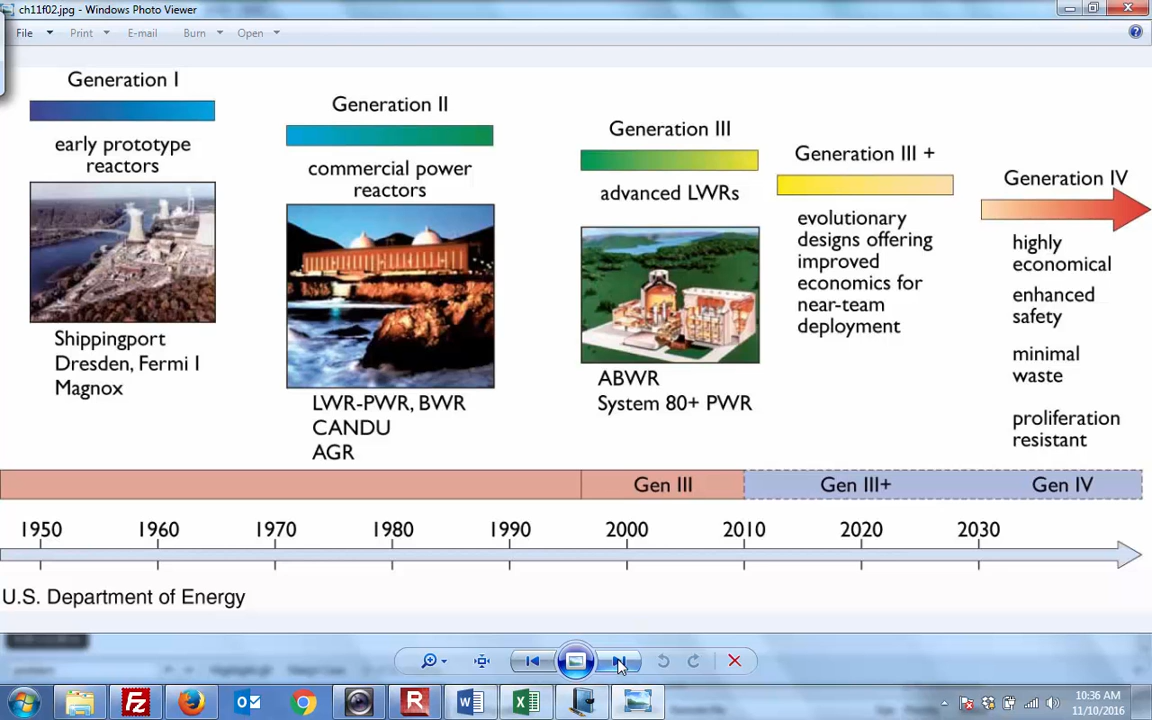 ch11f02.jpg - Windows Photo Viewer
File Print E-mail Burn Open
Generation I
early prototype
reactors
Shippingport
Dresden, Fermi I
Magnox
Generation II
commercial power
reactors
LWR-PWR, BWR
CANDU
AGR
Generation III
advanced LWRs
ABWR
System 80+ PWR
Generation III +
evolutionary
designs offering
improved
economics for
near-team
deployment
Generation IV
highly
economical
enhanced
safety
minimal
waste
proliferation
resistant
Gen III Gen III+ Gen IV
1950 1960 1970 1980 1990 2000 2010 2020 2030
U.S. Department of Energy
10:36 AM
11/10/2016